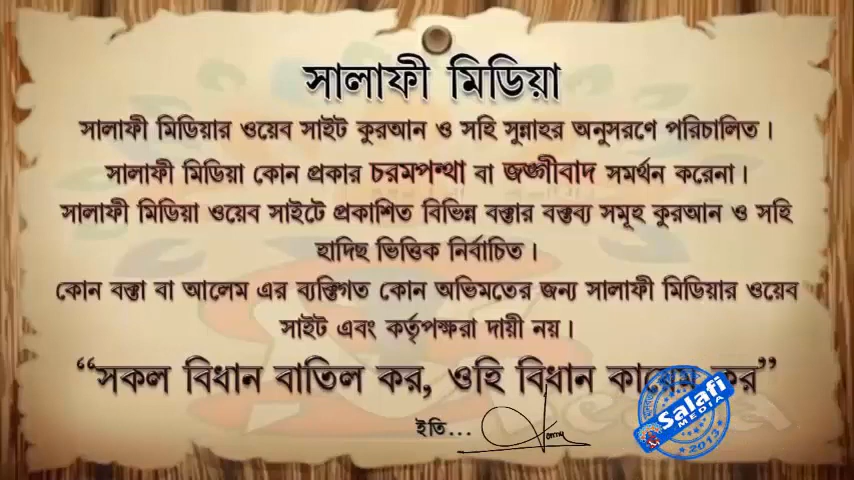 সালাফী মিডিয়া
সালাফী মিডিয়ার ওয়েব সাইট কুরআন ও সহি সুন্নাহর অনুসরণে পরিচালিত।
সালাফী মিডিয়া কোন প্রকার চরমপন্থা বা জঙ্গীবাদ সমর্থন করেনা।
সালাফী মিডিয়া ওয়েব সাইটে প্রকাশিত বিভিন্ন বক্তার বক্তব্য সমূহ কুরআন ও সহি
হাদিছ ভিত্তিক নির্বাচিত।
কোন বক্তা বা আলেম এর ব্যক্তিগত কোন অভিমতের জন্য সালাফী মিডিয়ার ওয়েব
সাইট এবং কর্তৃপক্ষরা দায়ী নয়।
“সকল বিধান বাতিল কর, ওহি বিধান কায়েম কর”
ইতি...
Salafi
MEDIA
2013